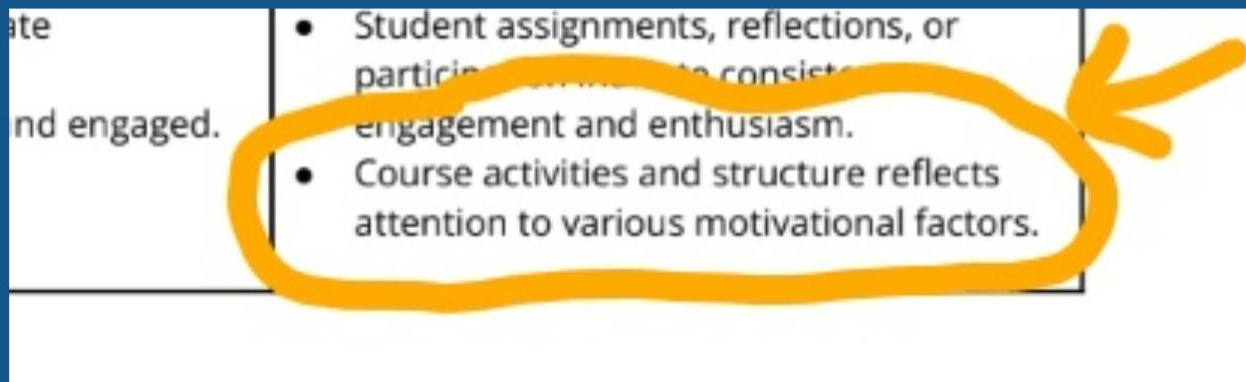 ate
nd engaged.
• Student assignments, reflections, or
consist
engagement and enthusiasm.
• Course activities and structure reflects
attention to various motivational factors.